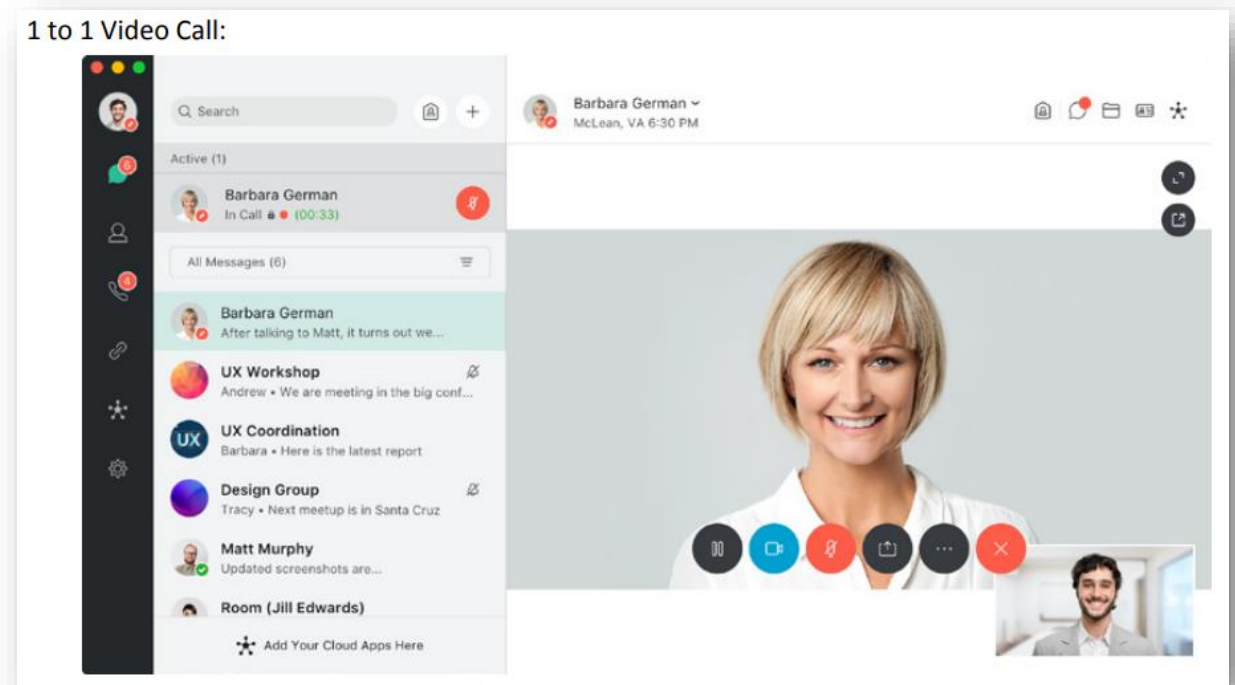 1 to 1 Video Call:
Search
Barbara German
McLean, VA 6:30 PM
Active (1)
Barbara German
In Call (00:33)
6
4
All Messages (6)
Barbara German
After talking to Matt, it turns out we...
UX Workshop
Andrew • We are meeting in the big conf...
UX
UX Coordination
Barbara • Here is the latest report
Design Group
Tracy • Next meetup is in Santa Cruz
Matt Murphy
Updated screenshots are...
Room (Jill Edwards)
Add Your Cloud Apps Here